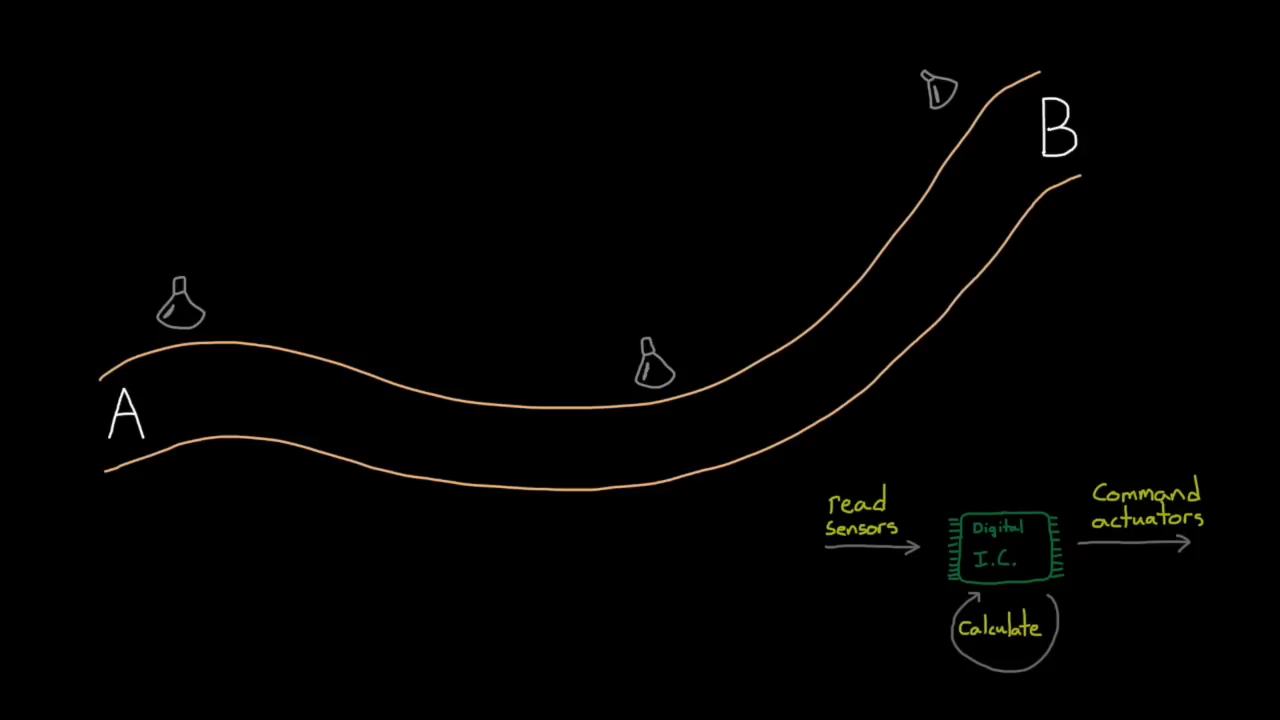 B
A
read
sensors
Digital
I.C.
Command
actuators
Calculate